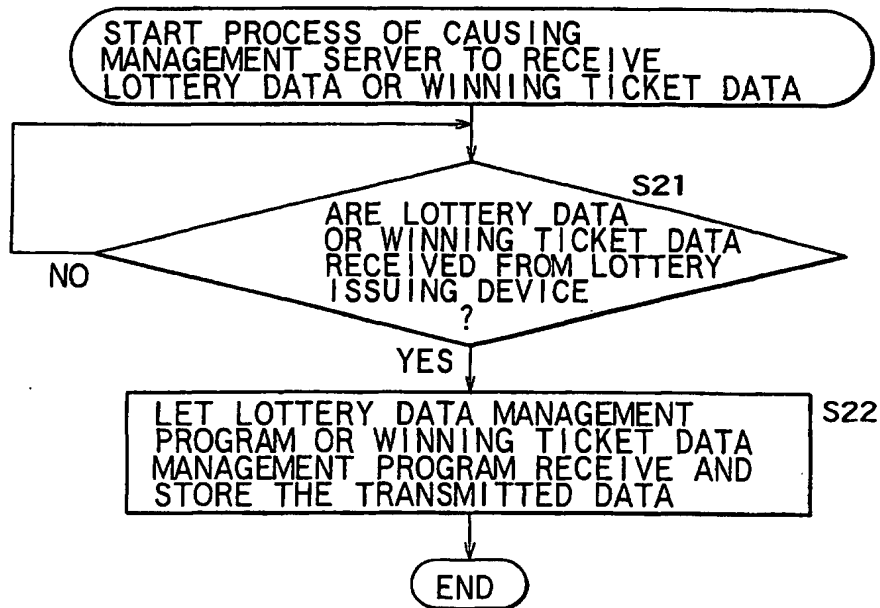 START PROCESS OF CAUSING
MANAGEMENT SERVER TO RECEIVE
LOTTERY DATA OR WINNING TICKET DATA
S21
ARE LOTTERY DATA
OR WINNING TICKET DATA
RECEIVED FROM LOTTERY
ISSUING DEVICE
?
NO
YES
LET LOTTERY DATA MANAGEMENT
PROGRAM OR WINNING TICKET DATA
MANAGEMENT PROGRAM RECEIVE AND
STORE THE TRANSMITTED DATA
S22
END